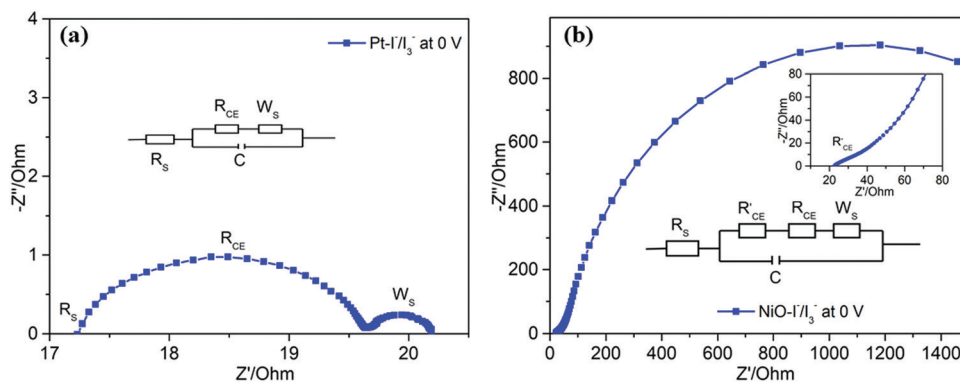 (a)
Pt-I⁻/I₃⁻ at 0 V
R_CE
W_S
R_S
C
R_S
R_CE
W_S
-Z''/Ohm
4
3
2
1
0
17
18
19
20
Z'/Ohm
(b)
-Z''/Ohm
800
600
400
200
0
0
200
400
600
800
1000
1200
1400
Z'/Ohm
-Z''/Ohm
80
60
40
20
0
R'_CE
0
20
40
60
80
Z'/Ohm
R_S
R'_CE
R_CE
W_S
C
NiO-I⁻/I₃⁻ at 0 V